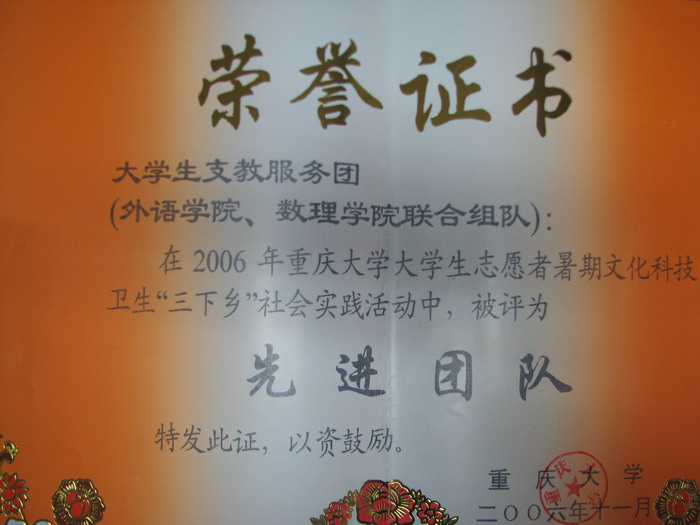 荣誉证书
大学生支教服务团
(外语学院、数理学院联合组队)：
在2006年重庆大学大学生志愿者暑期文化科技
卫生“三下乡”社会实践活动中，被评为
先进团队
特发此证，以资鼓励。
重庆大学
二〇〇六年十一月